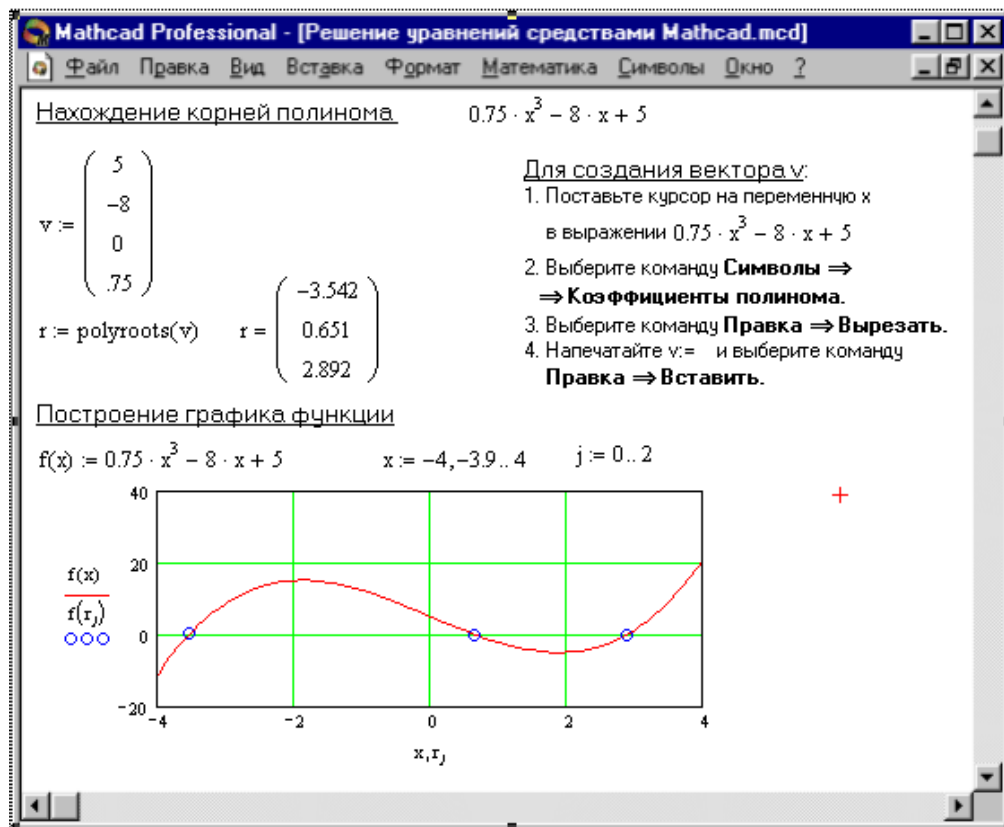 Mathcad Professional - [Решение уравнений средствами Mathcad.mcd]
Файл Правка Вид Вставка Формат Математика Символы Окно ?
Нахождение корней полинома 0.75 · x³ − 8 · x + 5
v := ( 5
−8
0
.75 )
r := polyroots(v) r = ( −3.542
0.651
2.892 )
Для создания вектора v:
1. Поставьте курсор на переменную x
в выражении 0.75 · x³ − 8 · x + 5
2. Выберите команду Символы ⇒
⇒ Коэффициенты полинома.
3. Выберите команду Правка ⇒ Вырезать.
4. Напечатайте v:= и выберите команду
Правка ⇒ Вставить.
Построение графика функции
f(x) := 0.75 · x³ − 8 · x + 5 x := −4,−3.9.. 4 j := 0.. 2
40
20
0
−20
f(x)
f(rj)
−4 −2 0 2 4
x,rj